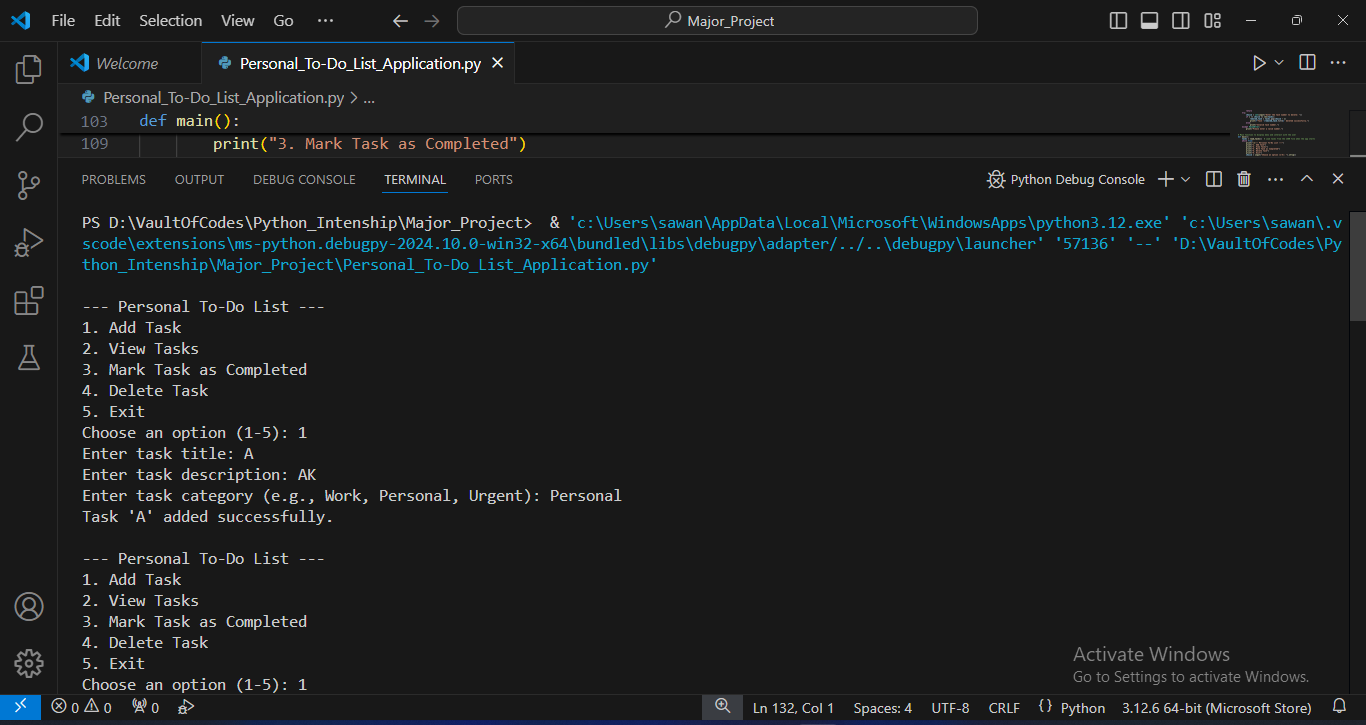 File Edit Selection View Go ··· Major_Project
Welcome Personal_To-Do_List_Application.py
Personal_To-Do_List_Application.py > ...
103 def main():
109 print("3. Mark Task as Completed")
PROBLEMS OUTPUT DEBUG CONSOLE TERMINAL PORTS Python Debug Console
PS D:\VaultOfCodes\Python_Intenship\Major_Project> & 'c:\Users\sawan\AppData\Local\Microsoft\WindowsApps\python3.12.exe' 'c:\Users\sawan\.v
scode\extensions\ms-python.debugpy-2024.10.0-win32-x64\bundled\libs\debugpy\adapter/../..\debugpy\launcher' '57136' '--' 'D:\VaultOfCodes\Py
thon_Intenship\Major_Project\Personal_To-Do_List_Application.py'
--- Personal To-Do List ---
1. Add Task
2. View Tasks
3. Mark Task as Completed
4. Delete Task
5. Exit
Choose an option (1-5): 1
Enter task title: A
Enter task description: AK
Enter task category (e.g., Work, Personal, Urgent): Personal
Task 'A' added successfully.
--- Personal To-Do List ---
1. Add Task
2. View Tasks
3. Mark Task as Completed
4. Delete Task
5. Exit
Choose an option (1-5): 1
Activate Windows
Go to Settings to activate Windows.
0 0 0 Ln 132, Col 1 Spaces: 4 UTF-8 CRLF {} Python 3.12.6 64-bit (Microsoft Store)